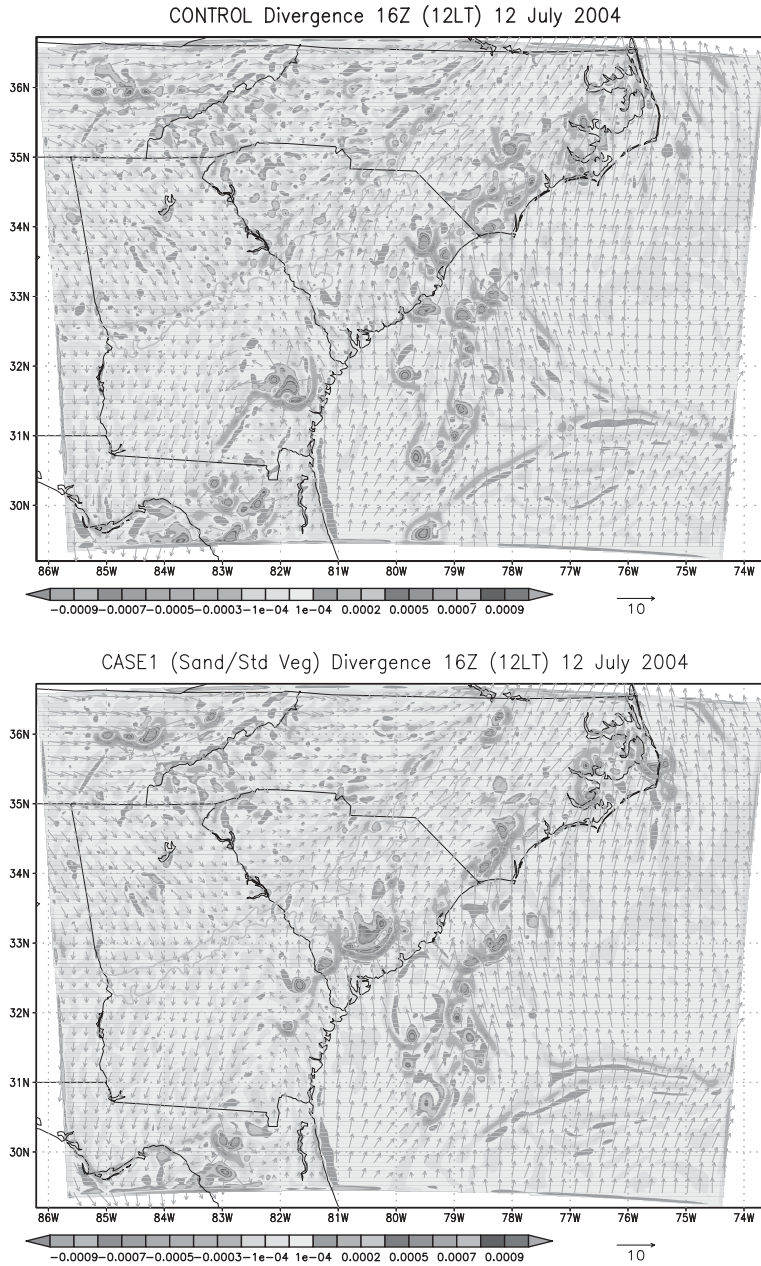 CONTROL Divergence 16Z (12LT) 12 July 2004
36N
35N
34N
33N
32N
31N
30N
86W 85W 84W 83W 82W 81W 80W 79W 78W 77W 76W 75W 74W
-0.0009-0.0007-0.0005-0.0003-1e-04 1e-04 0.0002 0.0005 0.0007 0.0009
10
CASE1 (Sand/Std Veg) Divergence 16Z (12LT) 12 July 2004
36N
35N
34N
33N
32N
31N
30N
86W 85W 84W 83W 82W 81W 80W 79W 78W 77W 76W 75W 74W
-0.0009-0.0007-0.0005-0.0003-1e-04 1e-04 0.0002 0.0005 0.0007 0.0009
10